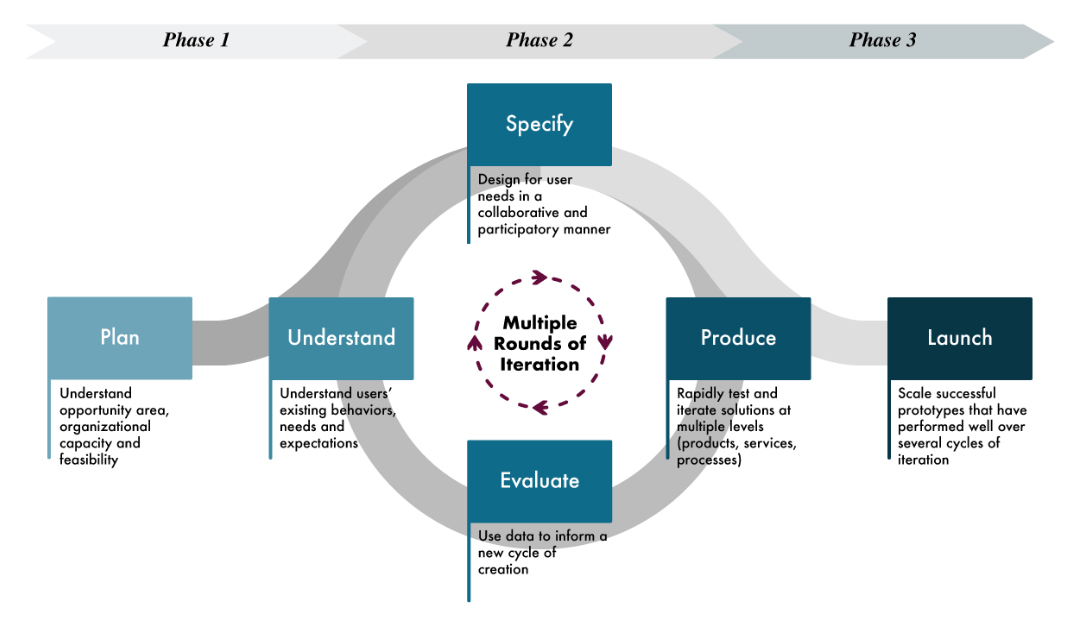 Phase 1
Phase 2
Phase 3
Specify
Design for user
needs in a
collaborative and
participatory manner
Plan
Understand
opportunity area,
organizational
capacity and
feasibility
Understand
Understand users’
existing behaviors,
needs and
expectations
Multiple
Rounds of
Iteration
Produce
Rapidly test and
iterate solutions at
multiple levels
(products, services,
processes)
Launch
Scale successful
prototypes that have
performed well over
several cycles of
iteration
Evaluate
Use data to inform a
new cycle of
creation